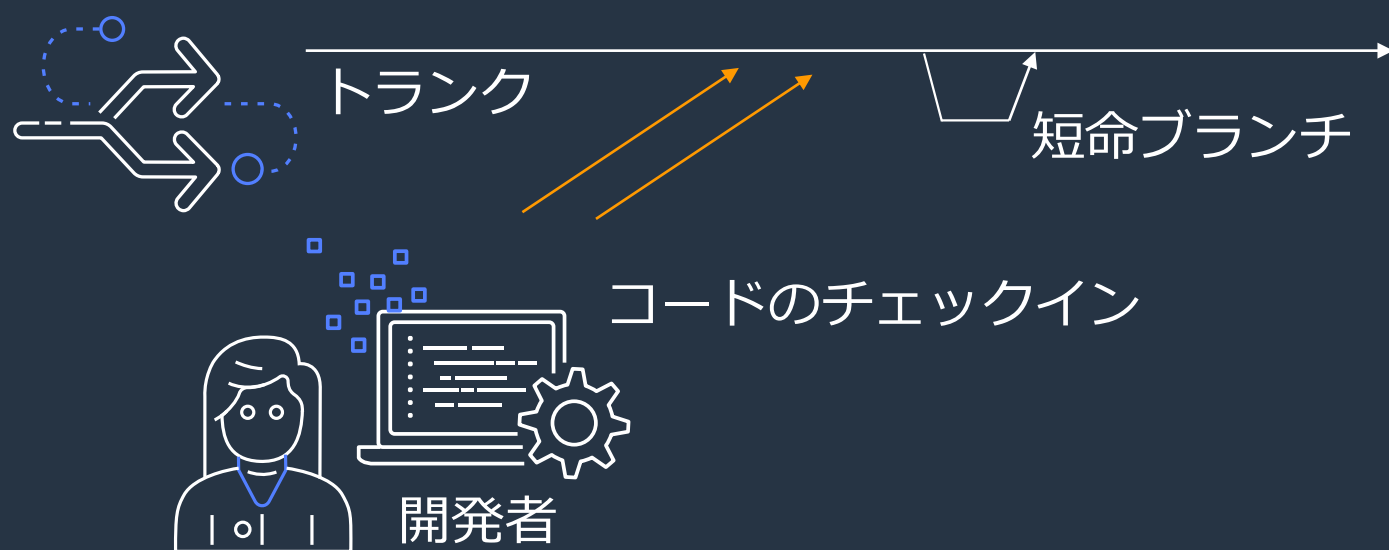 トランク
短命ブランチ
コードのチェックイン
開発者